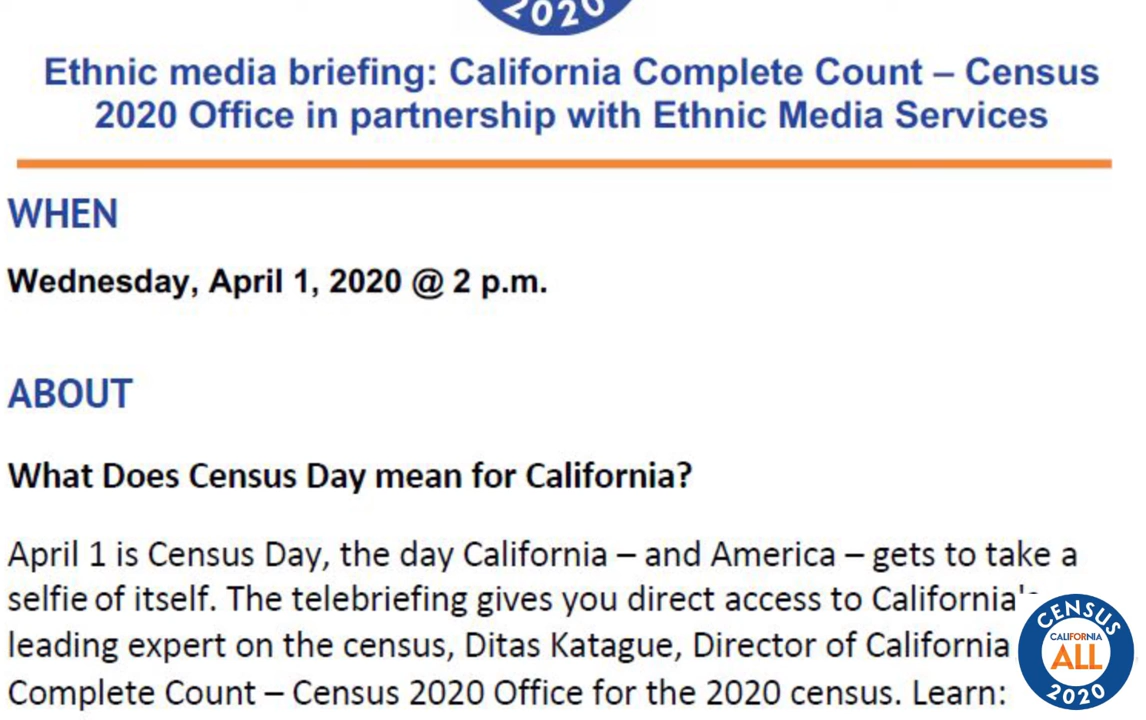 2020
Ethnic media briefing: California Complete Count – Census
2020 Office in partnership with Ethnic Media Services
WHEN
Wednesday, April 1, 2020 @ 2 p.m.
ABOUT
What Does Census Day mean for California?
April 1 is Census Day, the day California – and America – gets to take a
selfie of itself. The telebriefing gives you direct access to California's
leading expert on the census, Ditas Katague, Director of California
Complete Count – Census 2020 Office for the 2020 census. Learn:
CENSUS
CALIFORNIA
ALL
2020